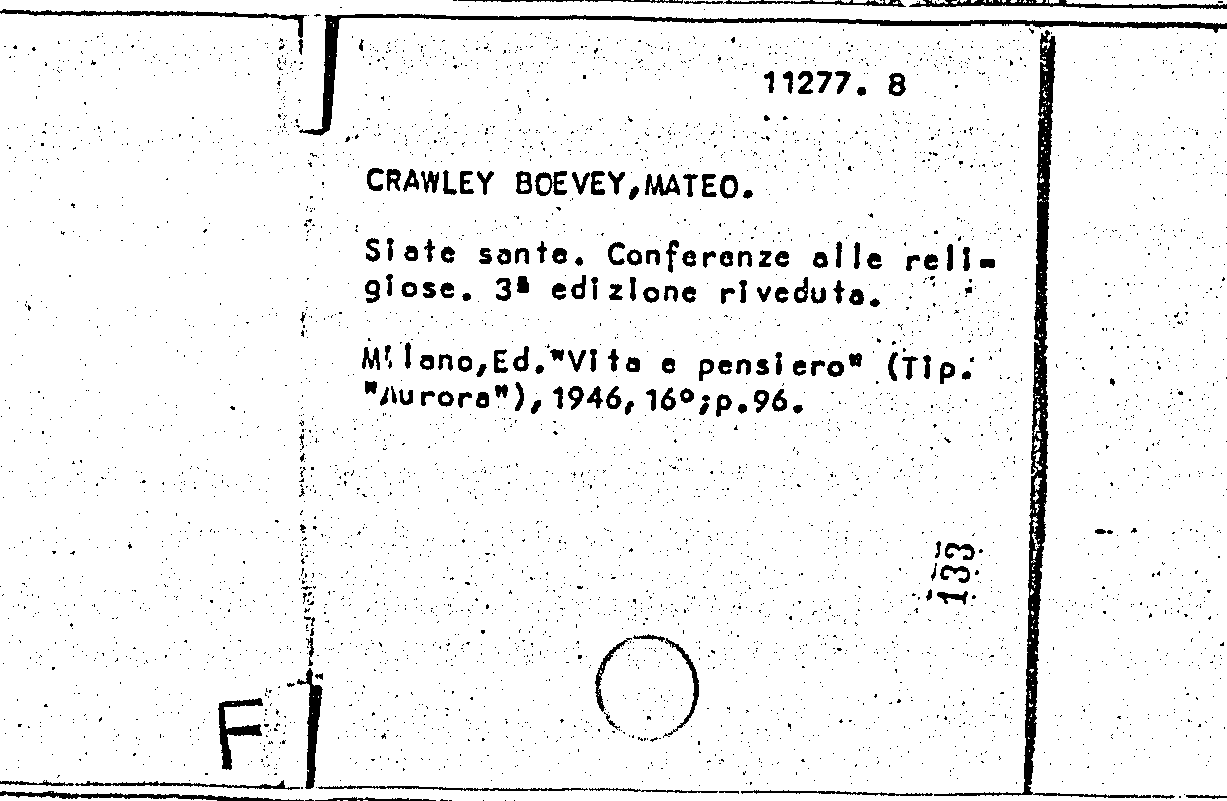 11277. 8
CRAWLEY BOEVEY,MATEO.
Siate sante. Conferenze alle reli-
giose. 3ª edizione riveduta.
Milano,Ed."Vita e pensiero" (Tip.
"Aurora"), 1946, 16°;p.96.
133
F